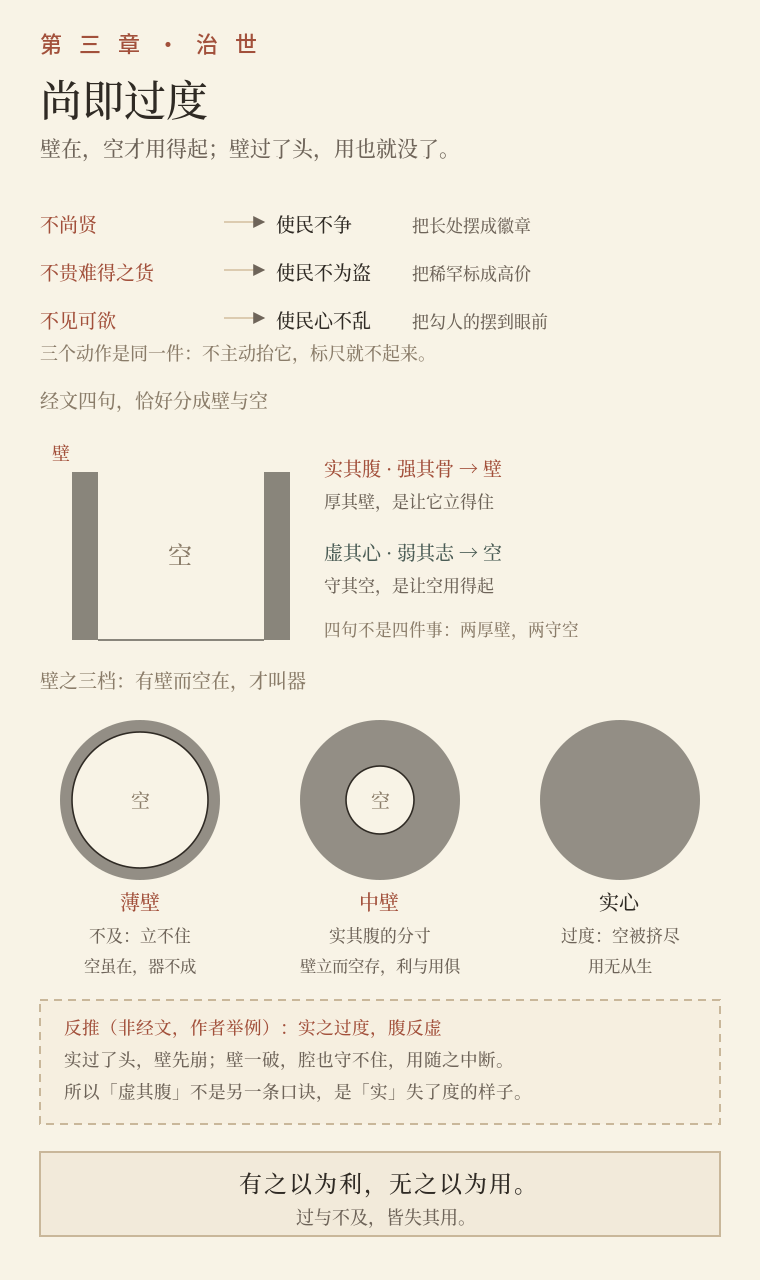 第三章·治世
尚即过度
壁在，空才用得起；壁过了头，用也就没了。
不尚贤 → 使民不争 把长处摆成徽章
不贵难得之货 → 使民不为盗 把稀罕标成高价
不见可欲 → 使民心不乱 把勾人的摆到眼前
三个动作是同一件：不主动抬它，标尺就不起来。
经文四句，恰好分成壁与空
壁
空
实其腹·强其骨 → 壁
厚其壁，是让它立得住
虚其心·弱其志 → 空
守其空，是让空用得起
四句不是四件事：两厚壁，两守空
壁之三档：有壁而空在，才叫器
空 空
薄壁 中壁 实心
不及：立不住 实其腹的分寸 过度：空被挤尽
空虽在，器不成 壁立而空存，利与用俱 用无从生
反推（非经文，作者举例）：实之过度，腹反虚
实过了头，壁先崩；壁一破，腔也守不住，用随之中断。
所以「虚其腹」不是另一条口诀，是「实」失了度的样子。
有之以为利，无之以为用。
过与不及，皆失其用。